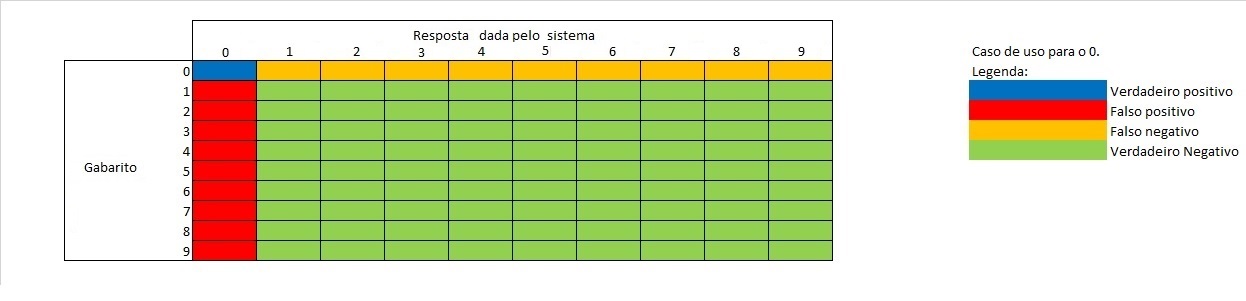 Resposta dada pelo sistema
0 1 2 3 4 5 6 7 8 9
Gabarito
0
1
2
3
4
5
6
7
8
9
Caso de uso para o 0.
Legenda:
Verdadeiro positivo
Falso positivo
Falso negativo
Verdadeiro Negativo